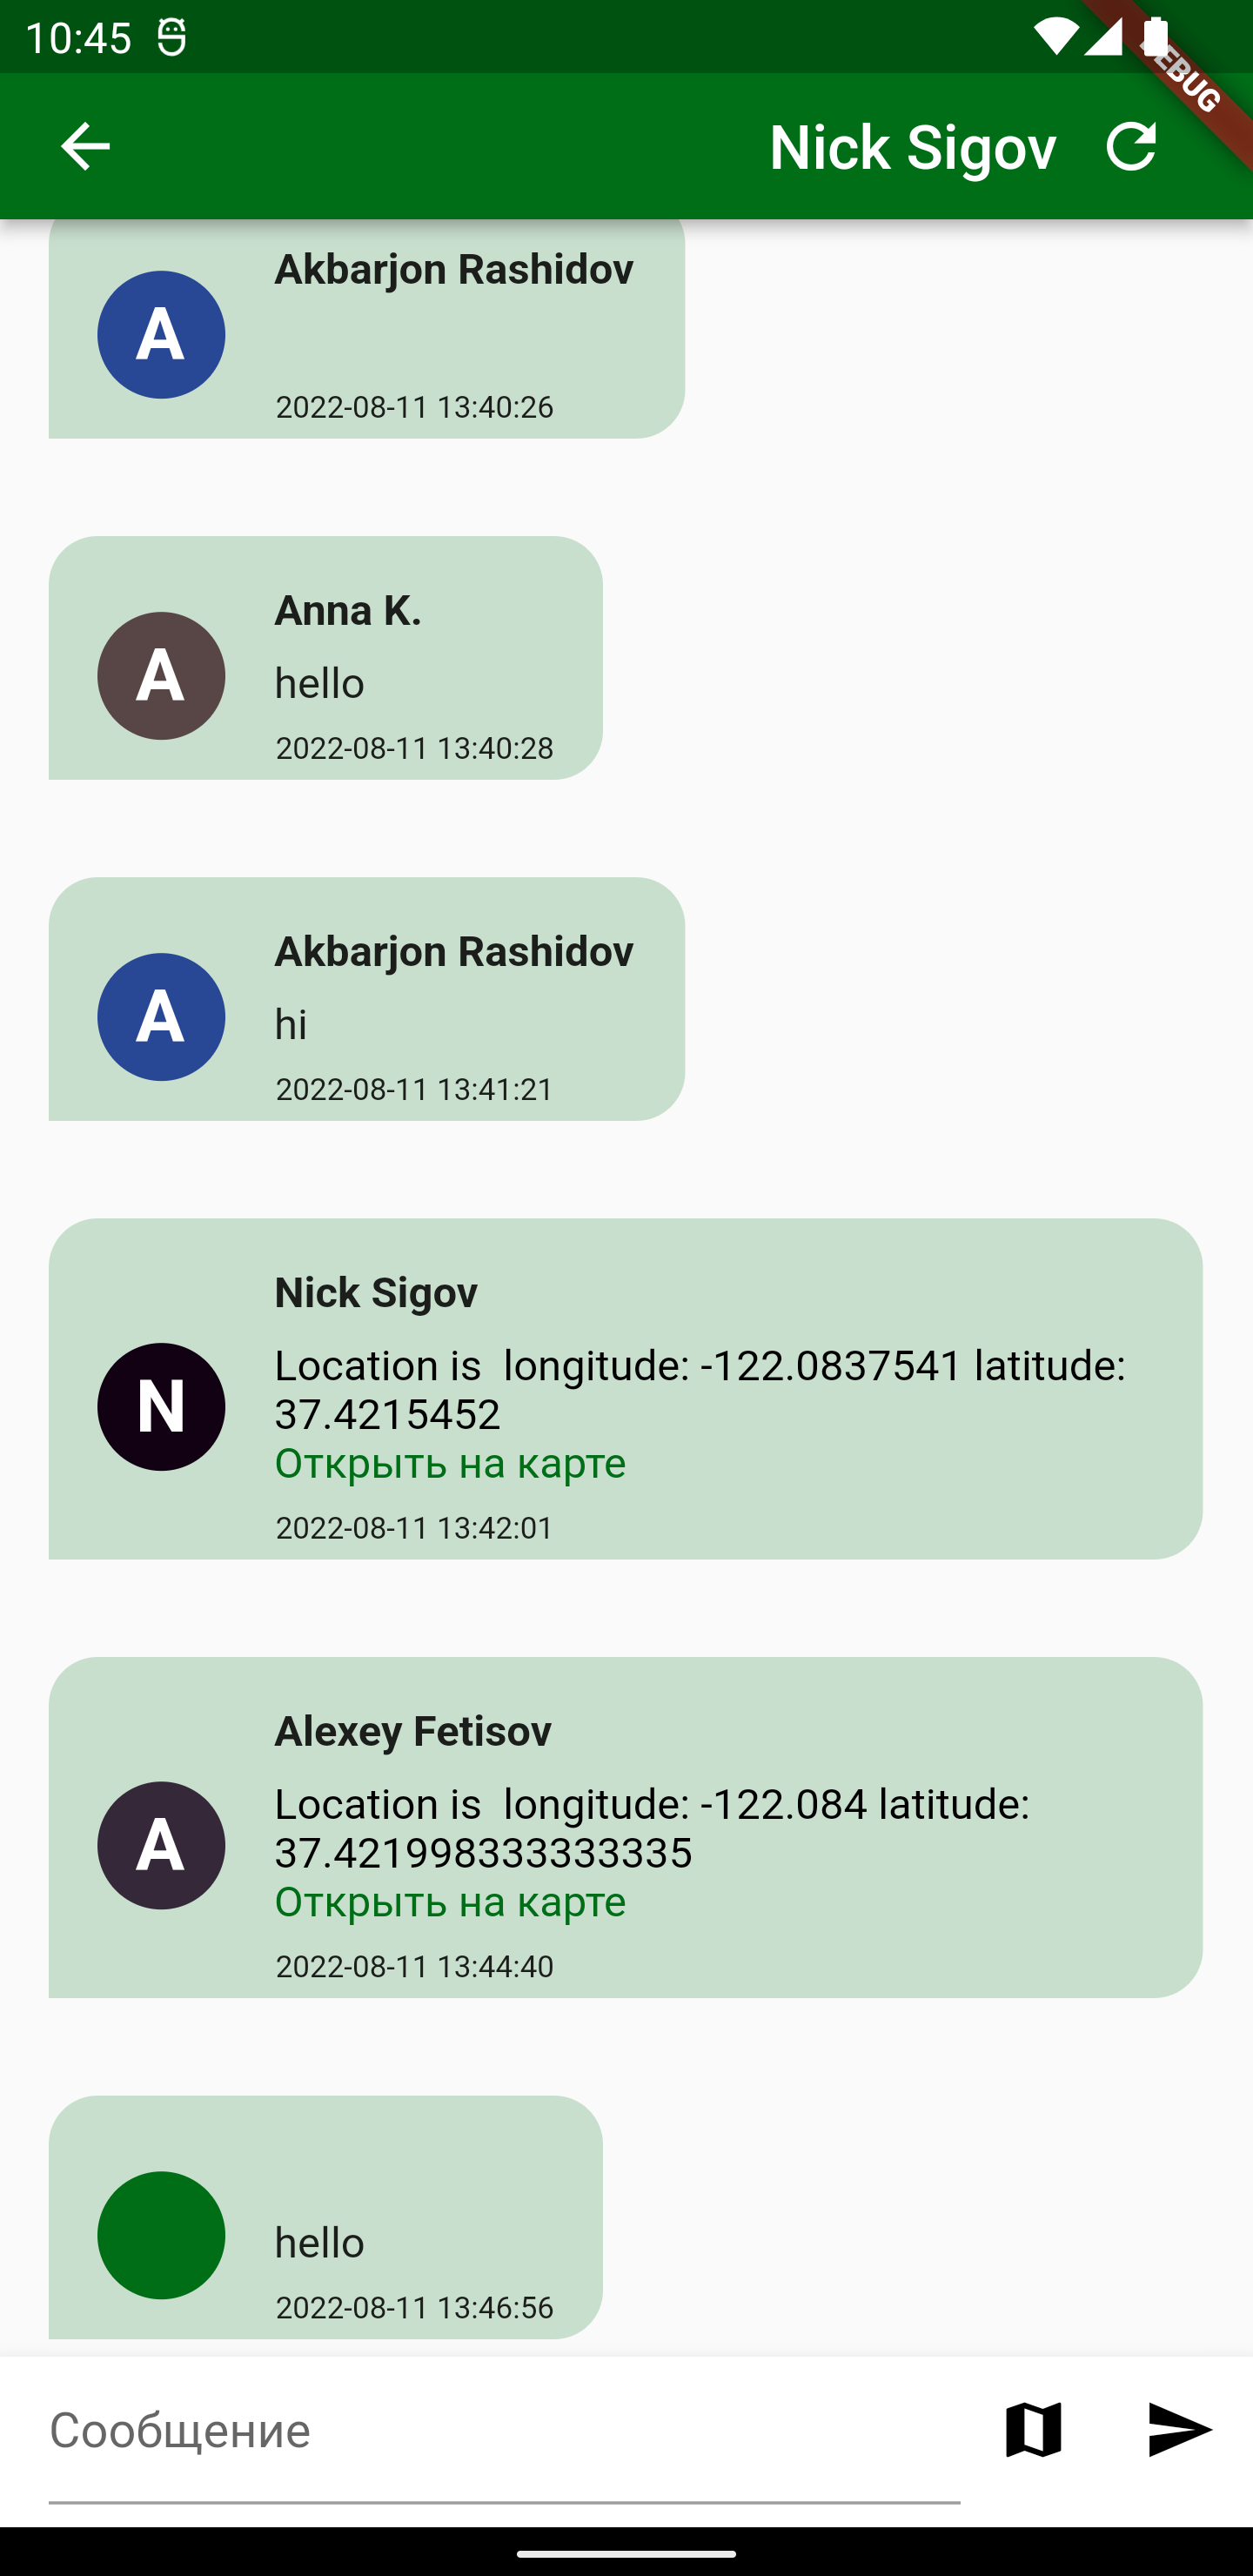 10:45
DEBUG
Nick Sigov
Akbarjon Rashidov
A
2022-08-11 13:40:26
Anna K.
A
hello
2022-08-11 13:40:28
Akbarjon Rashidov
A
hi
2022-08-11 13:41:21
Nick Sigov
N
Location is  longitude: -122.0837541 latitude:
37.4215452
Открыть на карте
2022-08-11 13:42:01
Alexey Fetisov
A
Location is  longitude: -122.084 latitude:
37.421998333333335
Открыть на карте
2022-08-11 13:44:40
hello
2022-08-11 13:46:56
Сообщение